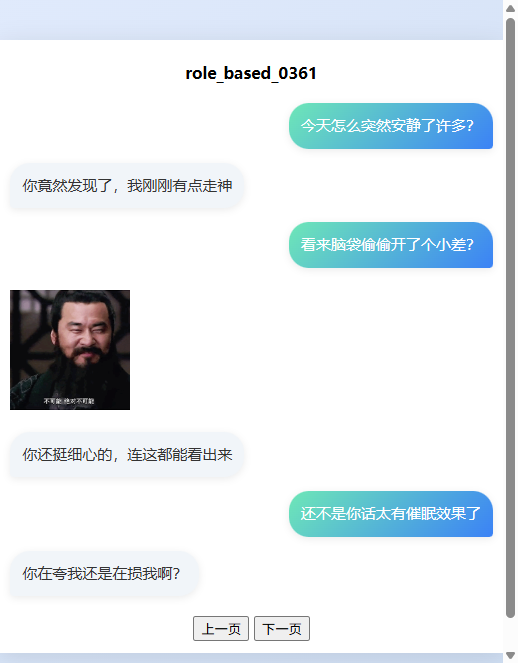 role_based_0361
今天怎么突然安静了许多？
你竟然发现了，我刚刚有点走神
看来脑袋偷偷开了个小差？
不可能,绝对不可能
你还挺细心的，连这都能看出来
还不是你话太有催眠效果了
你在夸我还是在损我啊？
上一页 下一页